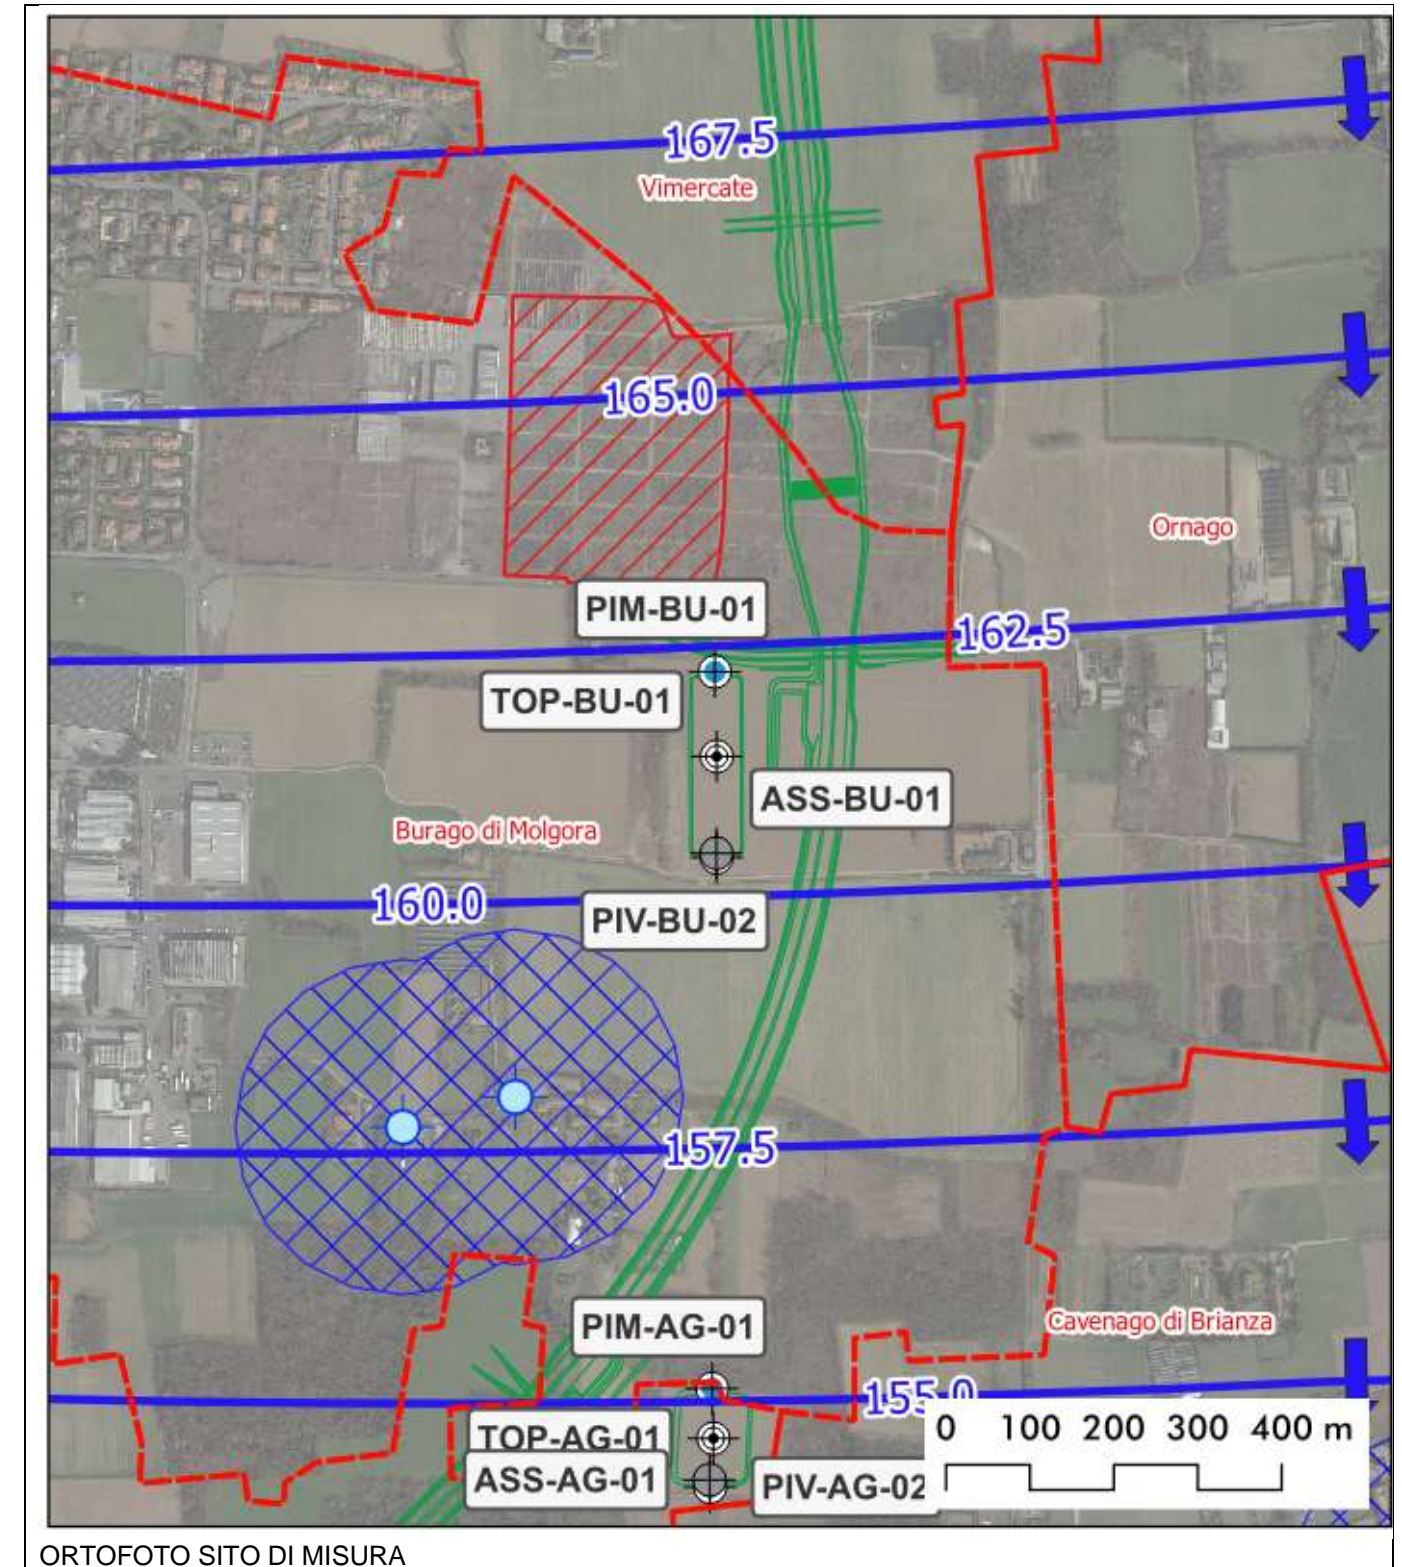 167.5
Vimercate
165.0
Ornago
PIM-BU-01
162.5
TOP-BU-01
ASS-BU-01
Burago di Molgora
160.0
PIV-BU-02
157.5
PIM-AG-01
Cavenago di Brianza
155.0
0 100 200 300 400 m
TOP-AG-01
ASS-AG-01
PIV-AG-02
ORTOFOTO SITO DI MISURA